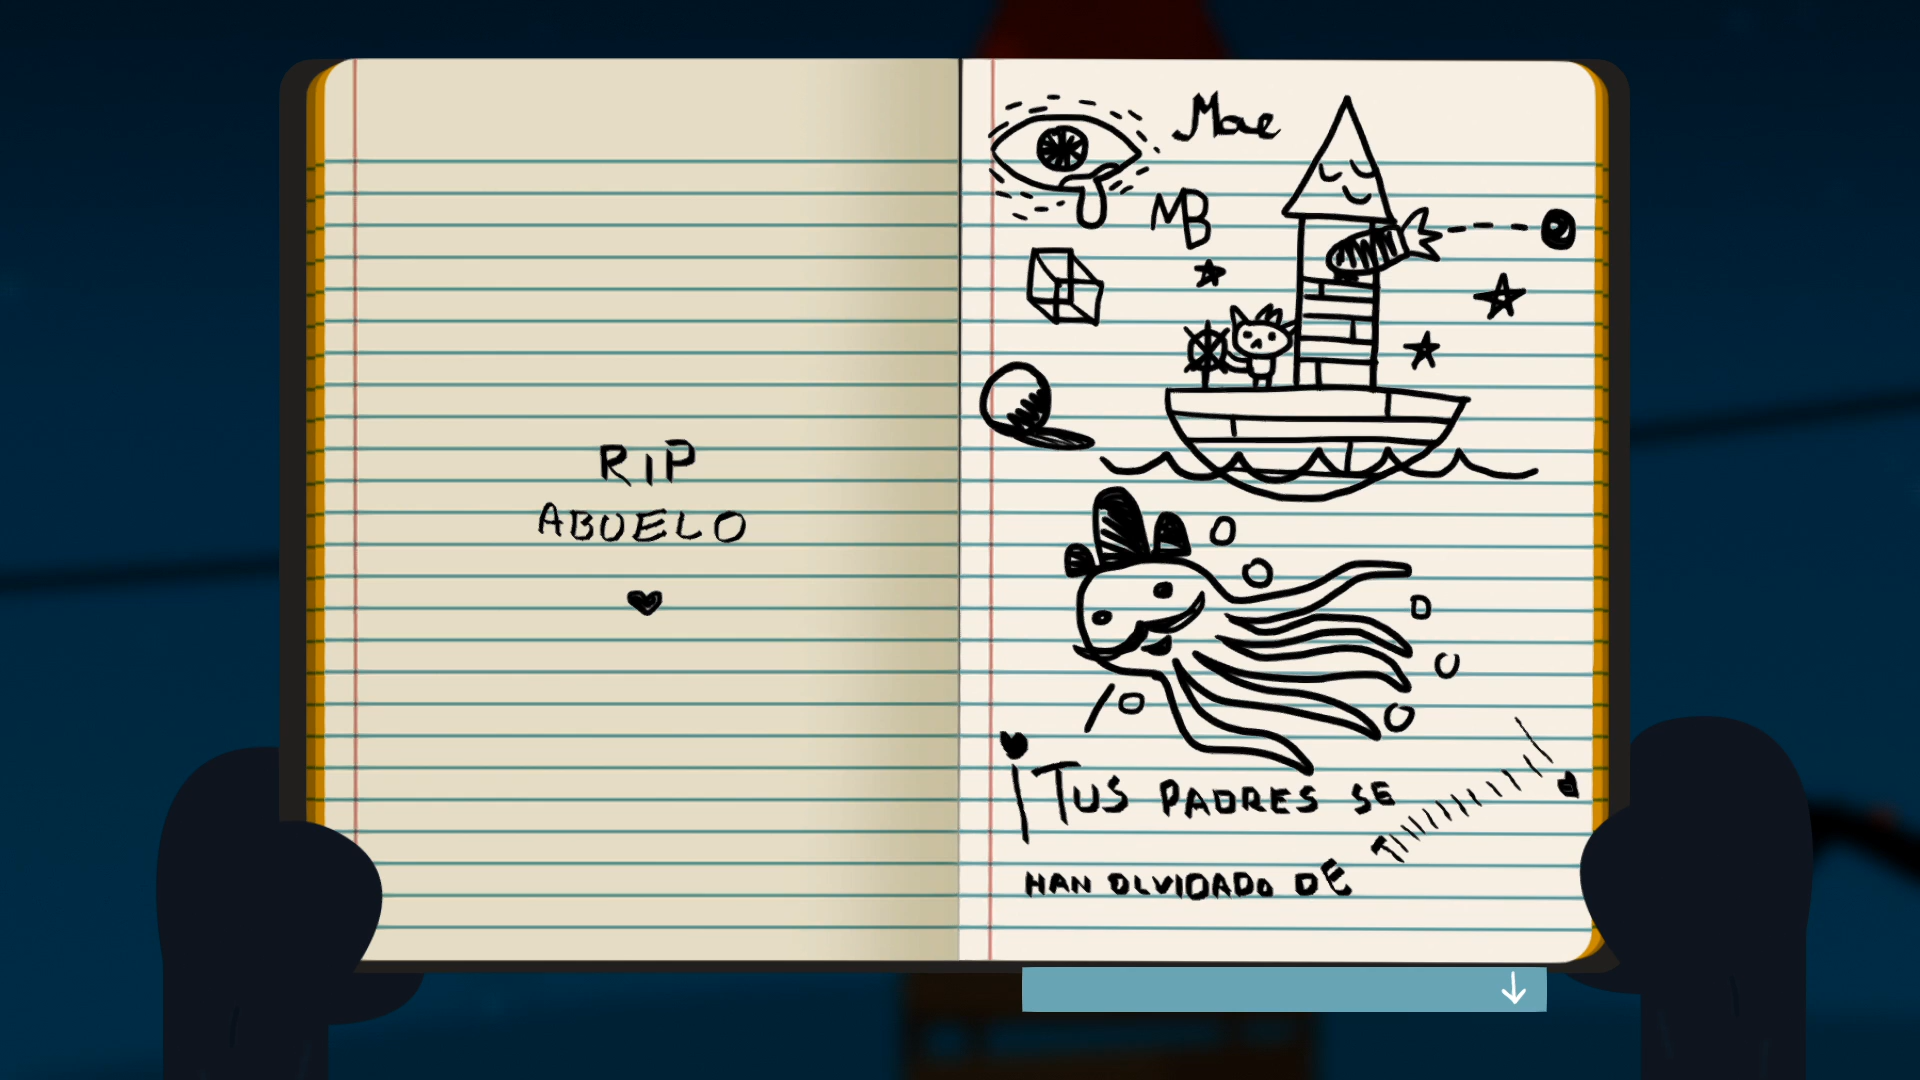 RIP
ABUELO
Mae
MB
¡TUS PADRES SE
HAN OLVIDADO DE